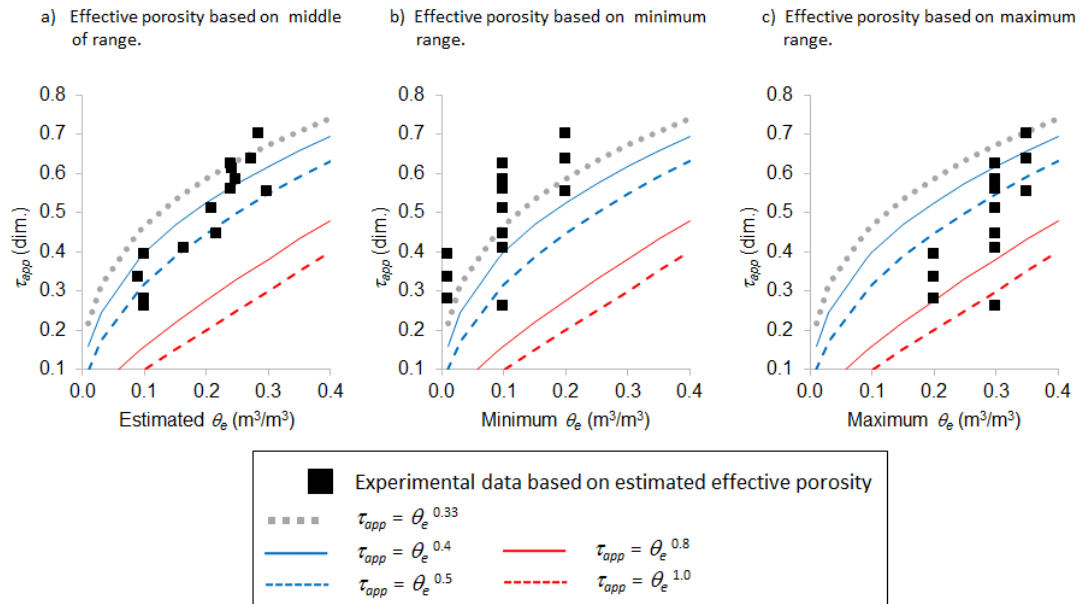 a) Effective porosity based on middle
of range.
b) Effective porosity based on minimum
range.
c) Effective porosity based on maximum
range.
τapp (dim.)
0.8
0.7
0.6
0.5
0.4
0.3
0.2
0.1
0 0.1 0.2 0.3 0.4
Estimated θe (m³/m³)
τapp (dim.)
0.8
0.7
0.6
0.5
0.4
0.3
0.2
0.1
0 0.1 0.2 0.3 0.4
Minimum θe (m³/m³)
τapp (dim.)
0.8
0.7
0.6
0.5
0.4
0.3
0.2
0.1
0 0.1 0.2 0.3 0.4
Maximum θe (m³/m³)
Experimental data based on estimated effective porosity
τapp = θe 0.33
τapp = θe 0.4
τapp = θe 0.8
τapp = θe 0.5
τapp = θe 1.0